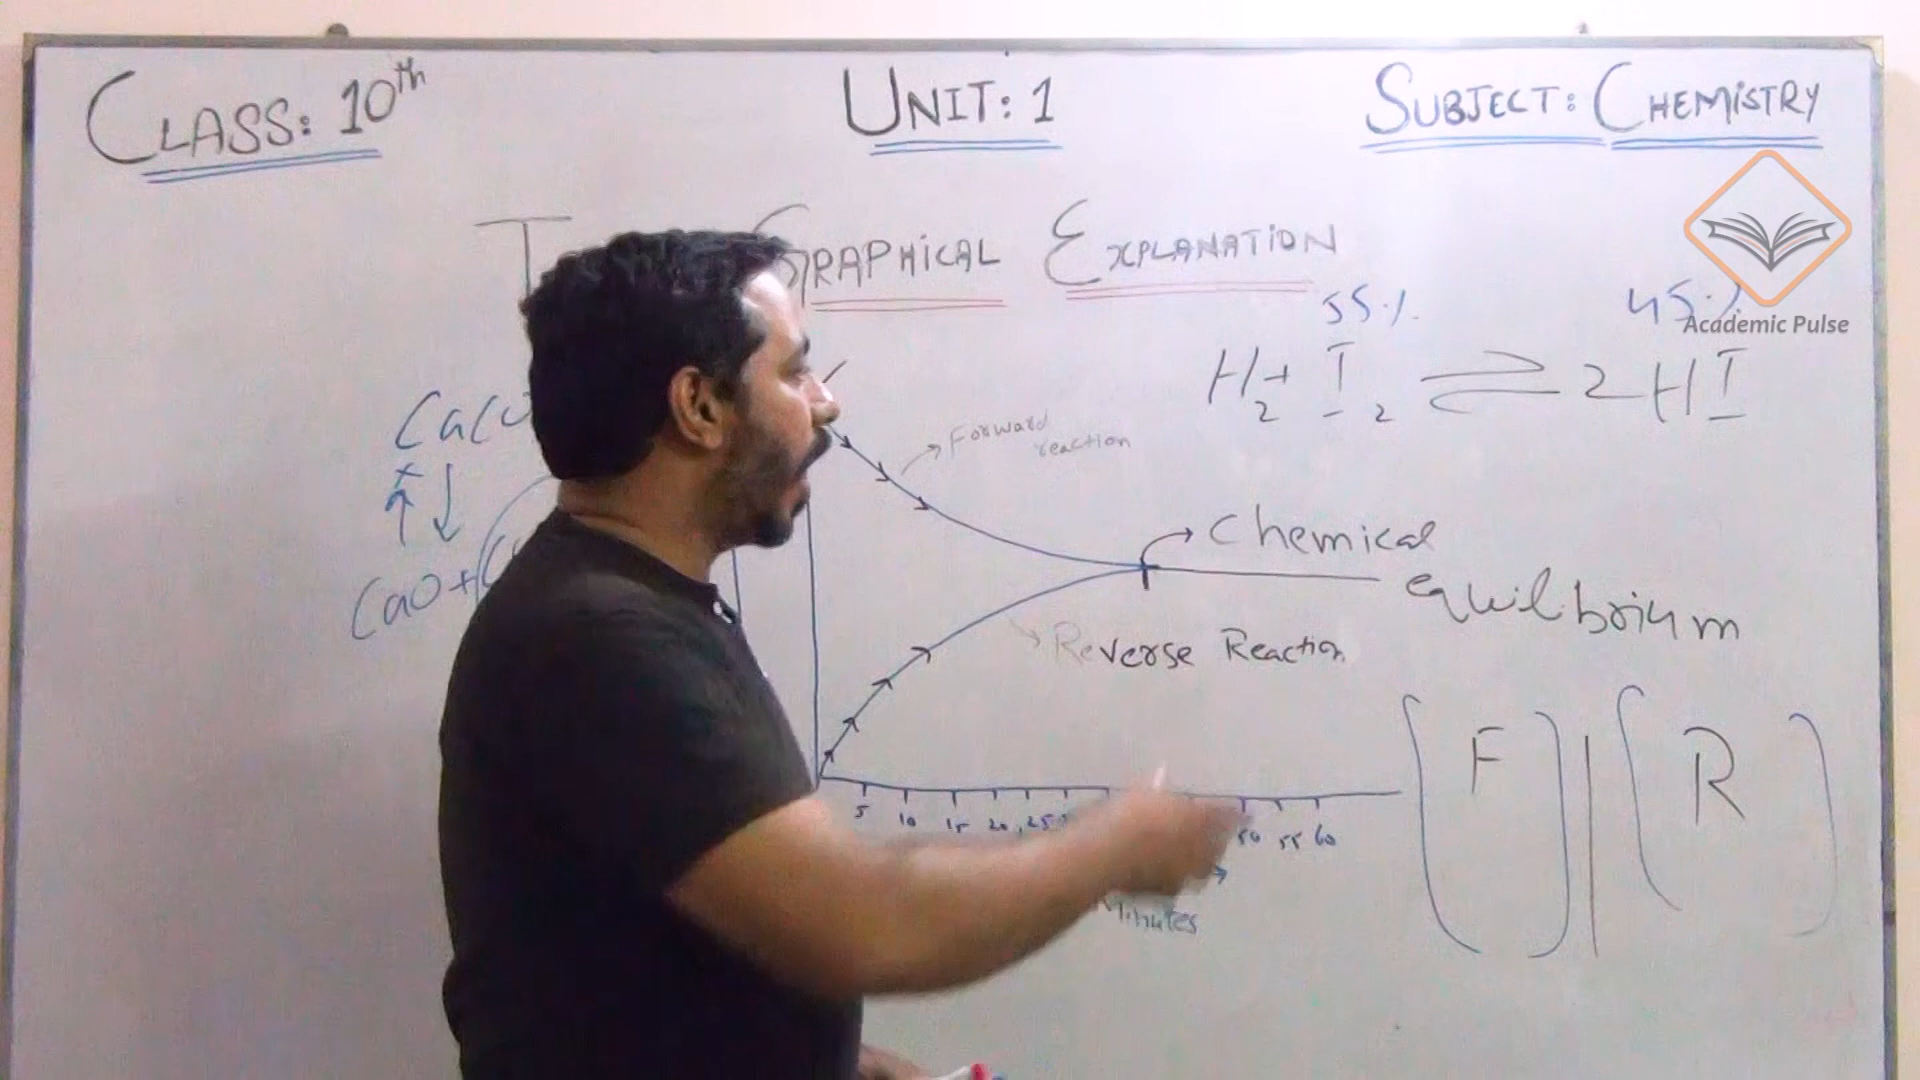 CLASS: 10th
UNIT: 1
SUBJECT: CHEMISTRY
GRAPHICAL EXPLANATION
55%
45%
Academic Pulse
H2 + I2 ⇌ 2HI
Forward
reaction
CaO +
Chemical
equilibrium
Reverse Reaction
F
R
5 10 15 20 25 50 55 60
Minutes